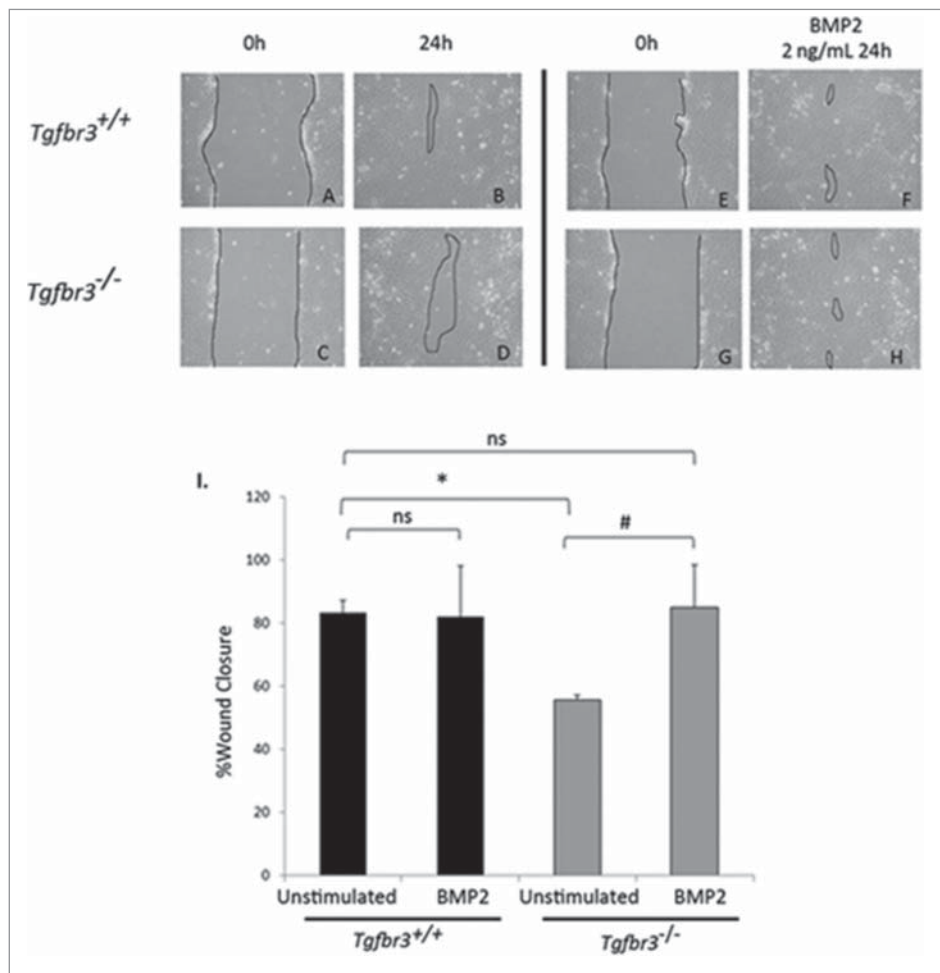 0h
24h
0h
BMP2
2 ng/mL 24h
Tgfbr3+/+
A
B
E
F
Tgfbr3-/-
C
D
G
H
ns
I.
*
ns
#
120
100
80
60
40
20
0
%Wound Closure
Unstimulated BMP2 Unstimulated BMP2
Tgfbr3+/+ Tgfbr3-/-